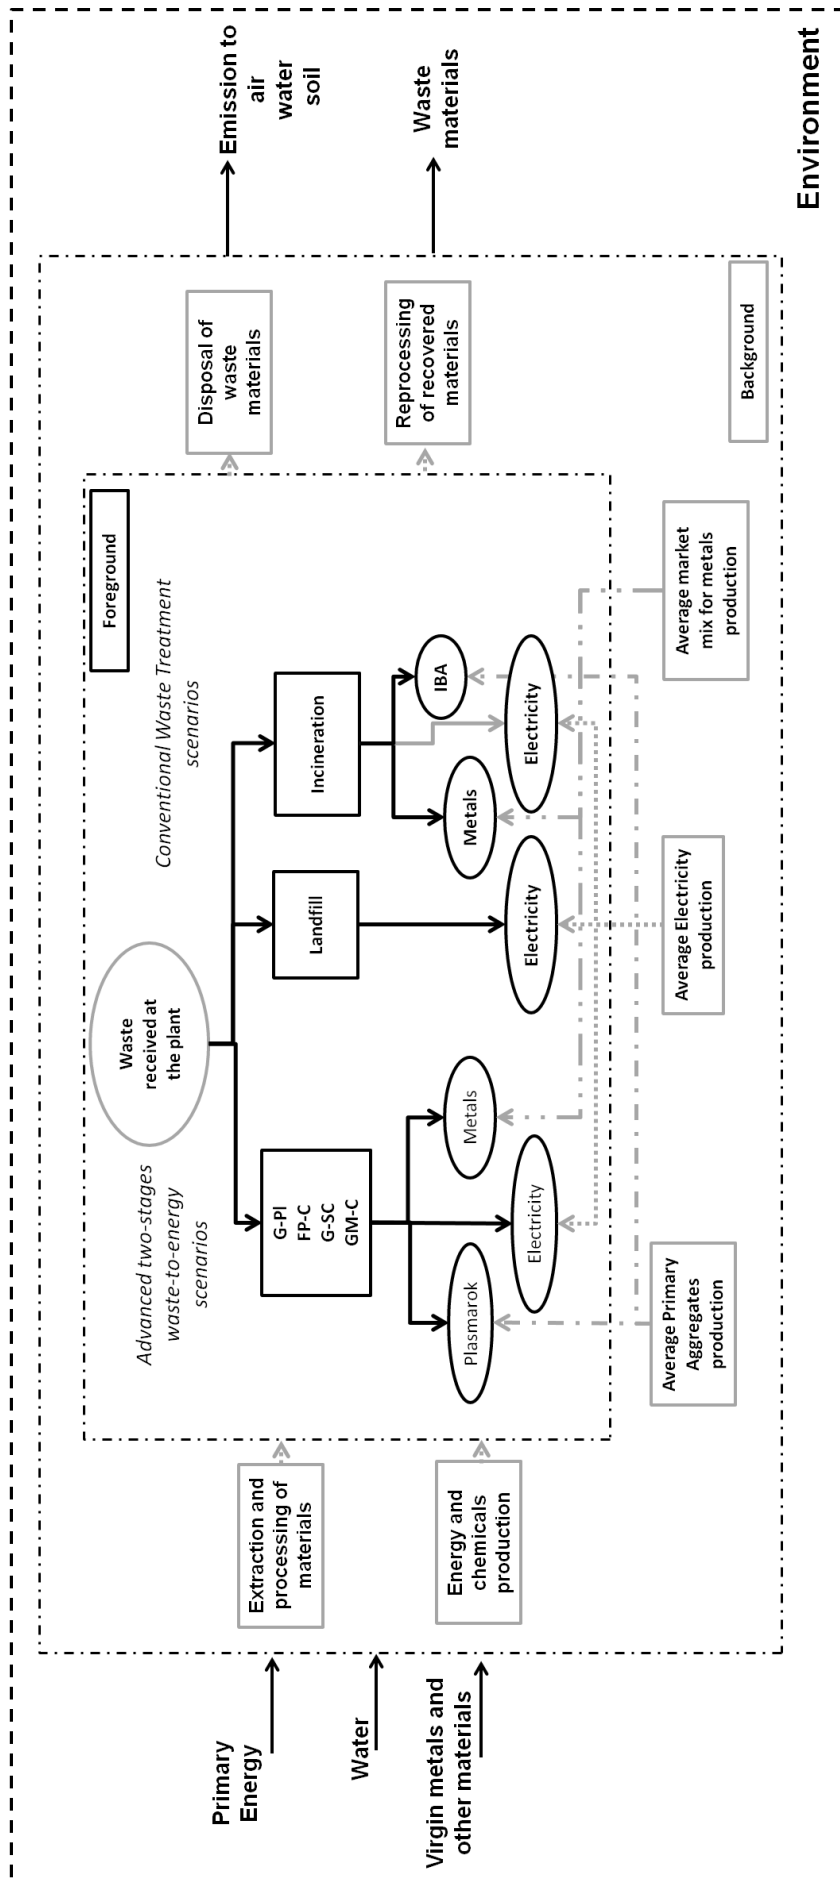 Primary
Energy
Water
Virgin metals and
other materials
Extraction and
processing of
materials
Energy and
chemicals
production
Advanced two-stages
waste-to-energy
scenarios
Waste
received at
the plant
Conventional Waste Treatment
scenarios
Foreground
G-Pl
FP-C
G-SC
GM-C
Landfill
Incineration
Plasmarok
Electricity
Metals
Electricity
Metals
Electricity
IBA
Average Primary
Aggregates
production
Average Electricity
production
Average market
mix for metals
production
Disposal of
waste
materials
Reprocessing
of recovered
materials
Background
Emission to
air
water
soil
Waste
materials
Environment